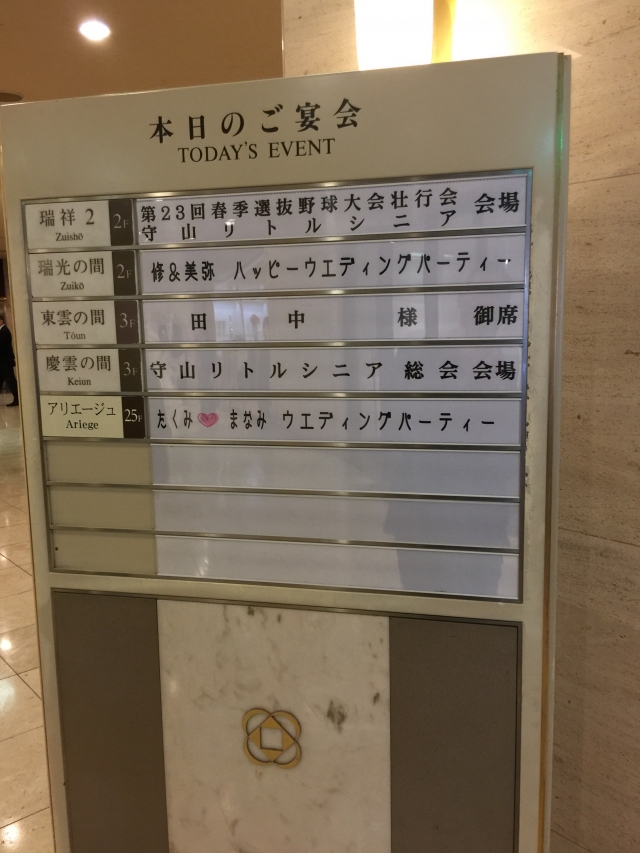 本日のご宴会
TODAY'S EVENT
瑞祥 2
Zuishō
2F
第23回春季選抜野球大会壮行会 会場
守山リトルシニア
瑞光の間
Zuikō
2F
修&美弥 ハッピーウエディングパーティー
東雲の間
Tōun
3F
田中様 御席
慶雲の間
Keiun
3F
守山リトルシニア総会会場
アリエージュ
Ariege
25F
たくみ♥まなみ ウエディングパーティー